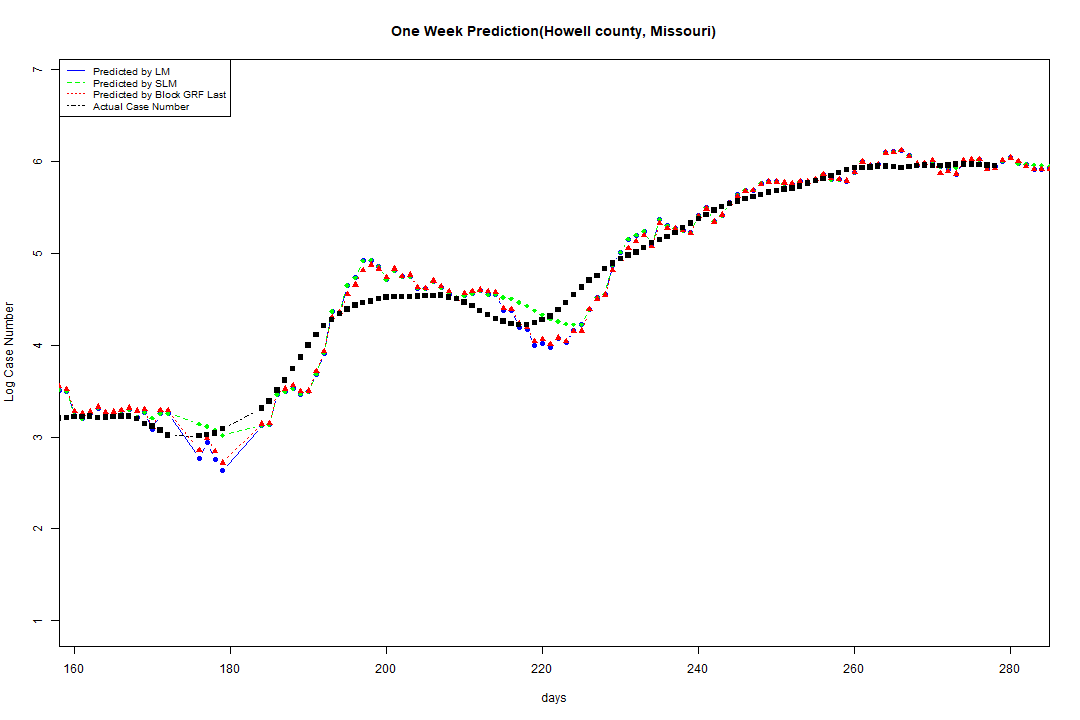 One Week Prediction(Howell county, Missouri)
Predicted by LM
Predicted by SLM
Predicted by Block GRF Last
Actual Case Number
7
6
5
4
3
2
1
Log Case Number
160 180 200 220 240 260 280
days